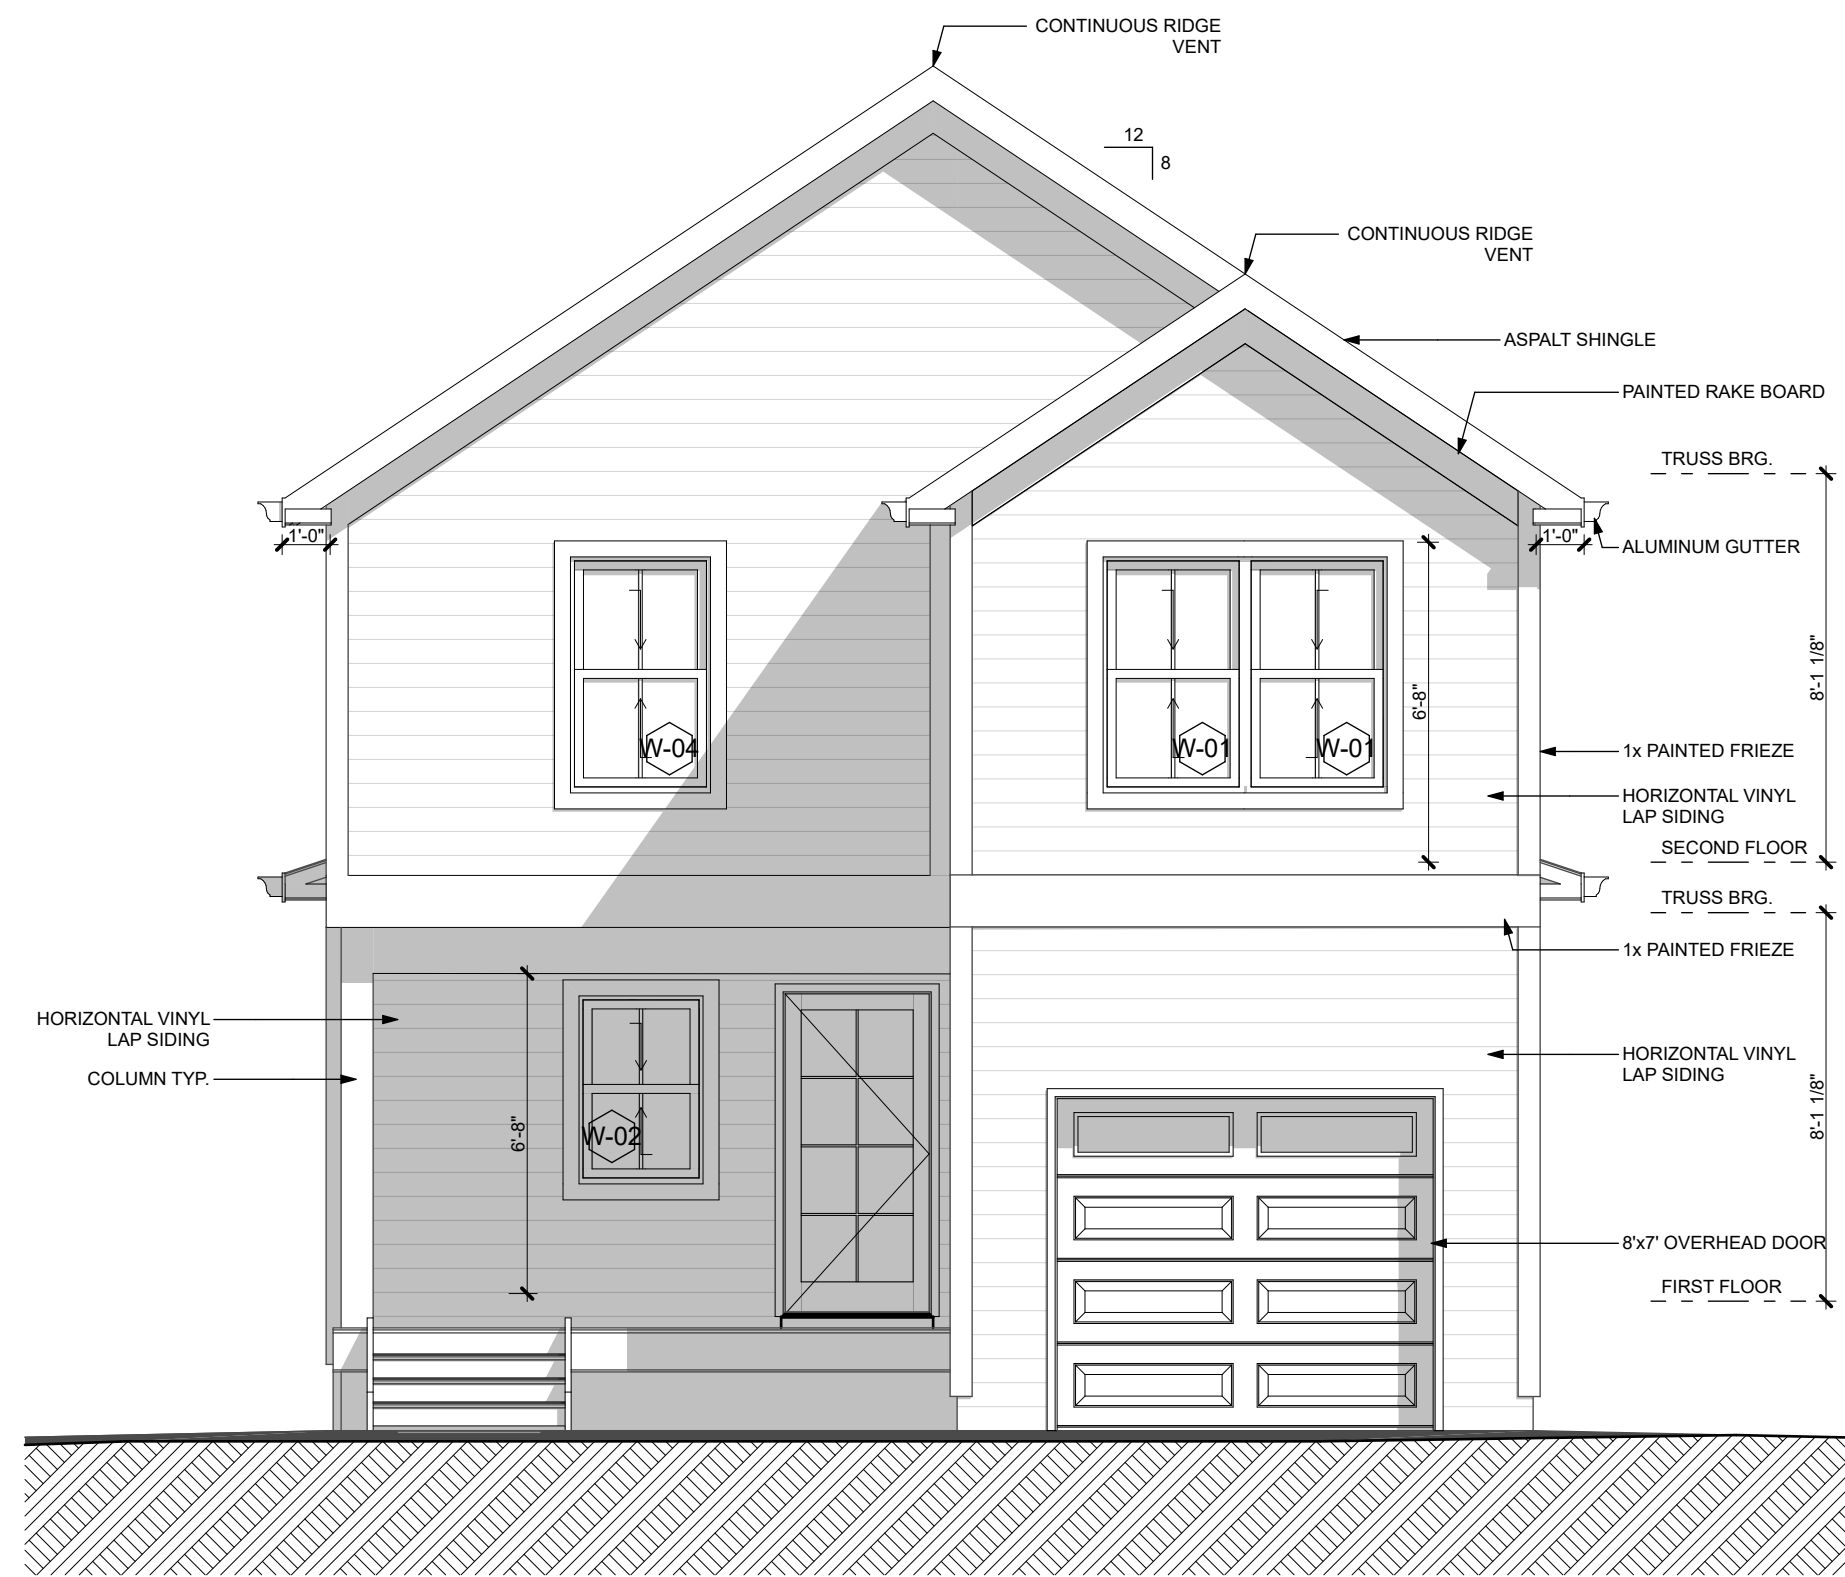 CONTINUOUS RIDGE
VENT
12
8
CONTINUOUS RIDGE
VENT
ASPALT SHINGLE
PAINTED RAKE BOARD
TRUSS BRG.
1'-0"
1'-0"
ALUMINUM GUTTER
8'-1 1/8"
6'-8"
W-04
W-01
W-01
1x PAINTED FRIEZE
HORIZONTAL VINYL
LAP SIDING
SECOND FLOOR
TRUSS BRG.
1x PAINTED FRIEZE
HORIZONTAL VINYL
LAP SIDING
COLUMN TYP.
HORIZONTAL VINYL
LAP SIDING
8'-1 1/8"
6'-8"
W-02
8'x7' OVERHEAD DOOR
FIRST FLOOR